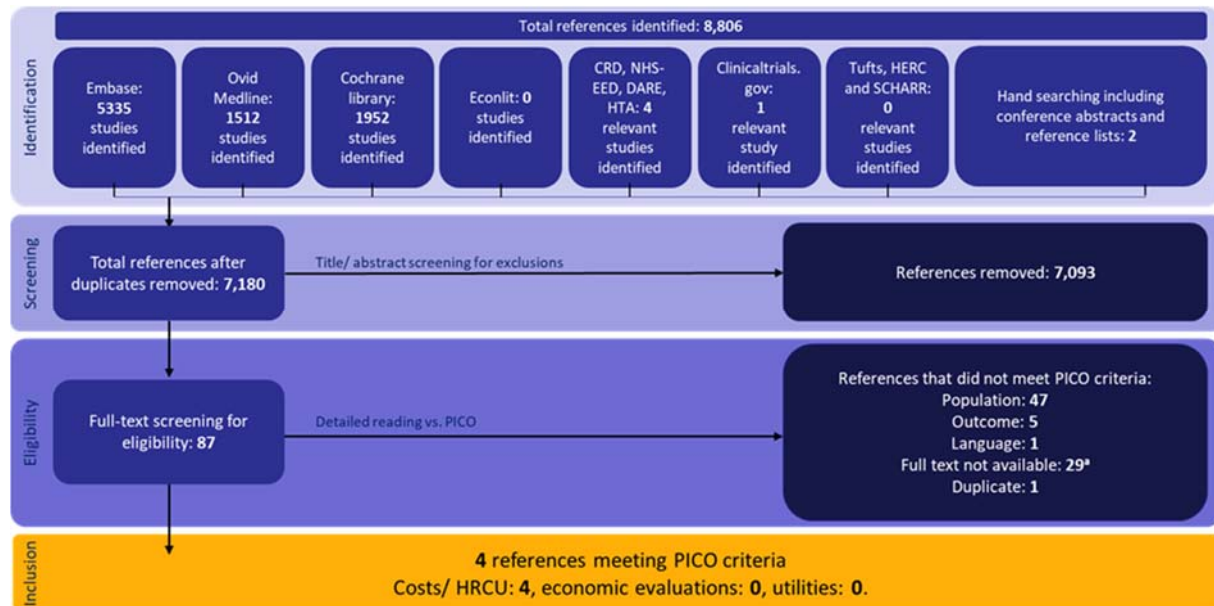 Total references identified: 8,806
Identification
Embase:
5335
studies
identified
Ovid
Medline:
1512
studies
identified
Cochrane
library:
1952
studies
identified
Econlit: 0
studies
identified
CRD, NHS-
EED, DARE,
HTA: 4
relevant
studies
identified
Clinicaltrials.
gov:
1
relevant
study
identified
Tufts, HERC
and SCHARR:
0
relevant
studies
identified
Hand searching including
conference abstracts and
reference lists: 2
Screening
Total references after
duplicates removed: 7,180
Title/ abstract screening for exclusions
References removed: 7,093
Eligibility
Full-text screening for
eligibility: 87
Detailed reading vs. PICO
References that did not meet PICO criteria:
Population: 47
Outcome: 5
Language: 1
Full text not available: 29ª
Duplicate: 1
Inclusion
4 references meeting PICO criteria
Costs/ HRCU: 4, economic evaluations: 0, utilities: 0.